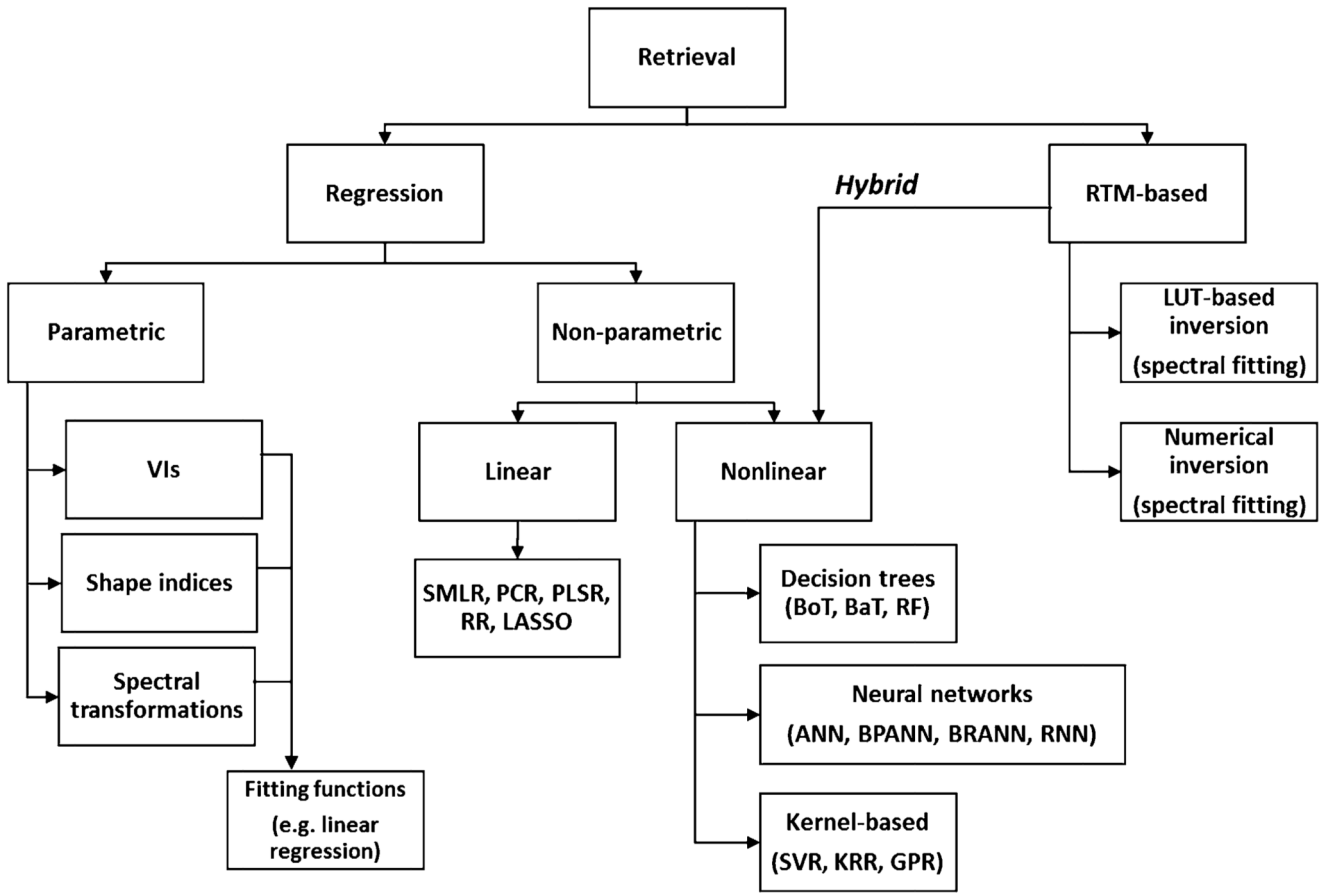 Retrieval
Regression
Hybrid
RTM-based
Parametric
Non-parametric
LUT-based
inversion
(spectral fitting)
VIs
Linear
Nonlinear
Numerical
inversion
(spectral fitting)
Shape indices
SMLR, PCR, PLSR,
RR, LASSO
Decision trees
(BoT, BaT, RF)
Spectral
transformations
Neural networks
(ANN, BPANN, BRANN, RNN)
Fitting functions
(e.g. linear
regression)
Kernel-based
(SVR, KRR, GPR)